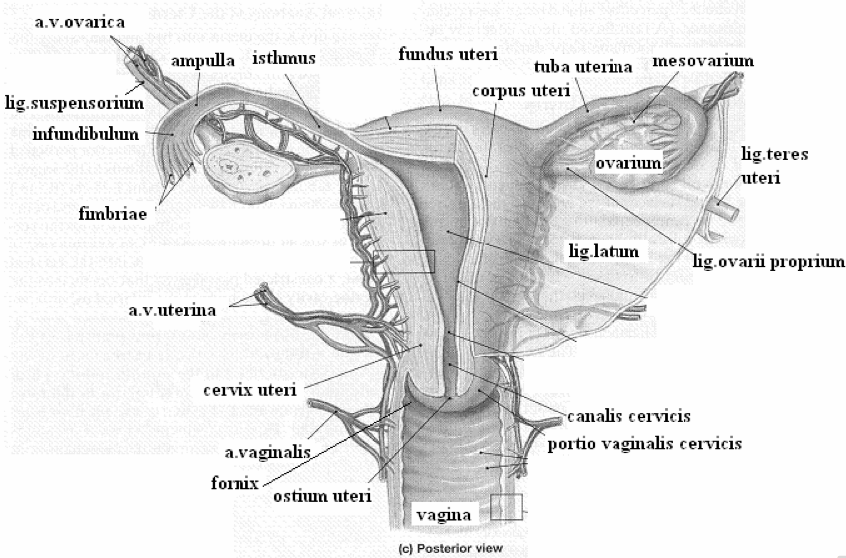 a.v.ovarica
ampulla
isthmus
fundus uteri
tuba uterina
mesovarium
corpus uteri
lig.suspensorium
infundibulum
ovarium
lig.teres
uteri
fimbriae
lig.latum
lig.ovarii proprium
a.v.uterina
cervix uteri
canalis cervicis
portio vaginalis cervicis
a.vaginalis
fornix
ostium uteri
vagina
(c) Posterior view